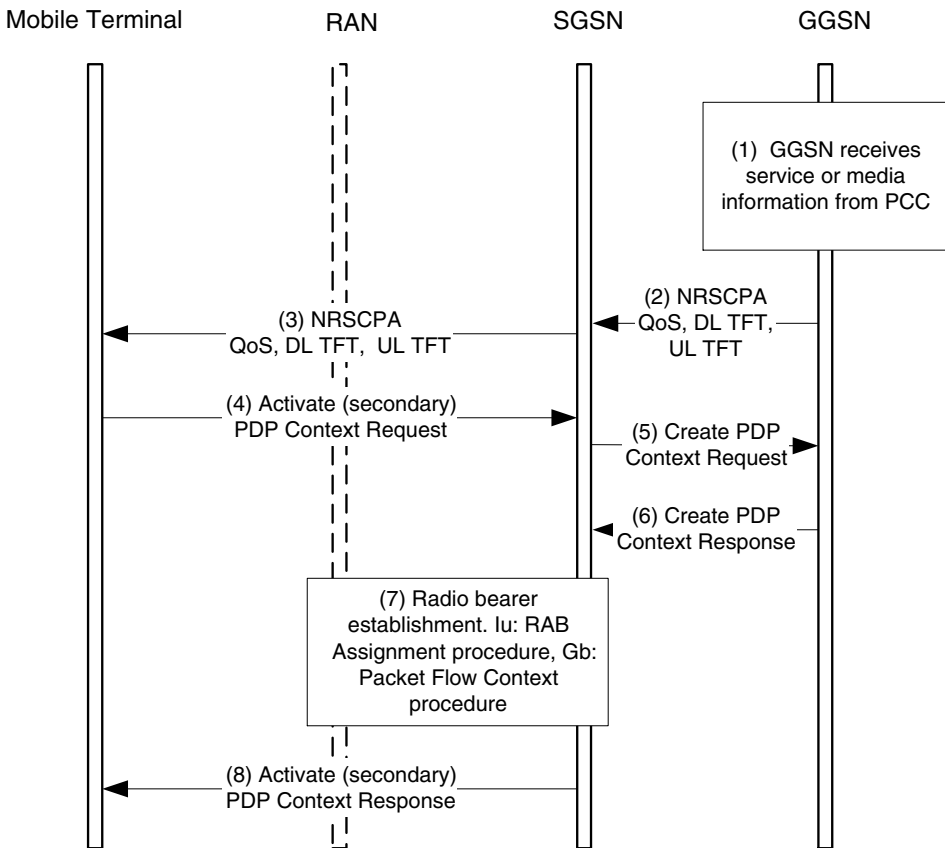 Mobile Terminal
RAN
SGSN
GGSN
(1) GGSN receives
service or media
information from PCC
(2) NRSCPA
QoS, DL TFT,
UL TFT
(3) NRSCPA
QoS, DL TFT, UL TFT
(4) Activate (secondary)
PDP Context Request
(5) Create PDP
Context Request
(6) Create PDP
Context Response
(7) Radio bearer
establishment. Iu: RAB
Assignment procedure, Gb:
Packet Flow Context
procedure
(8) Activate (secondary)
PDP Context Response